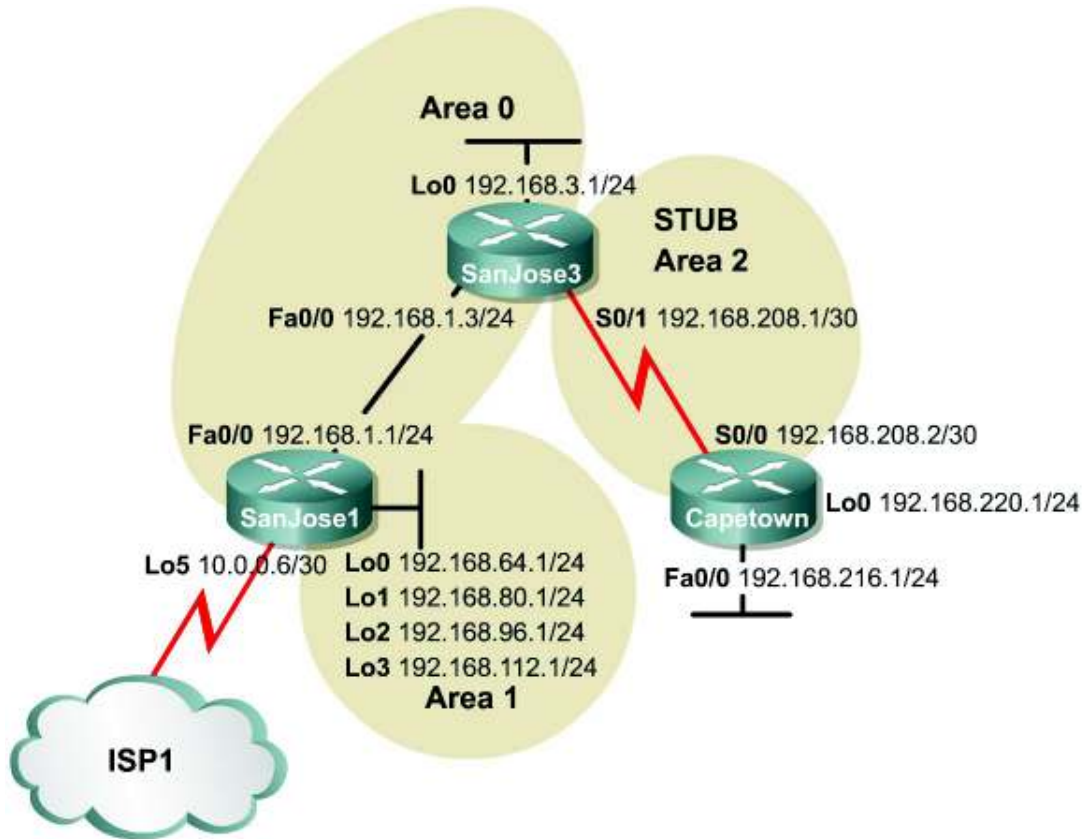 Area 0
Lo0 192.168.3.1/24
SanJose3
STUB
Area 2
Fa0/0 192.168.1.3/24
S0/1 192.168.208.1/30
Fa0/0 192.168.1.1/24
S0/0 192.168.208.2/30
SanJose1
Capetown
Lo0 192.168.220.1/24
Lo5 10.0.0.6/30
Lo0 192.168.64.1/24
Lo1 192.168.80.1/24
Lo2 192.168.96.1/24
Lo3 192.168.112.1/24
Area 1
Fa0/0 192.168.216.1/24
ISP1